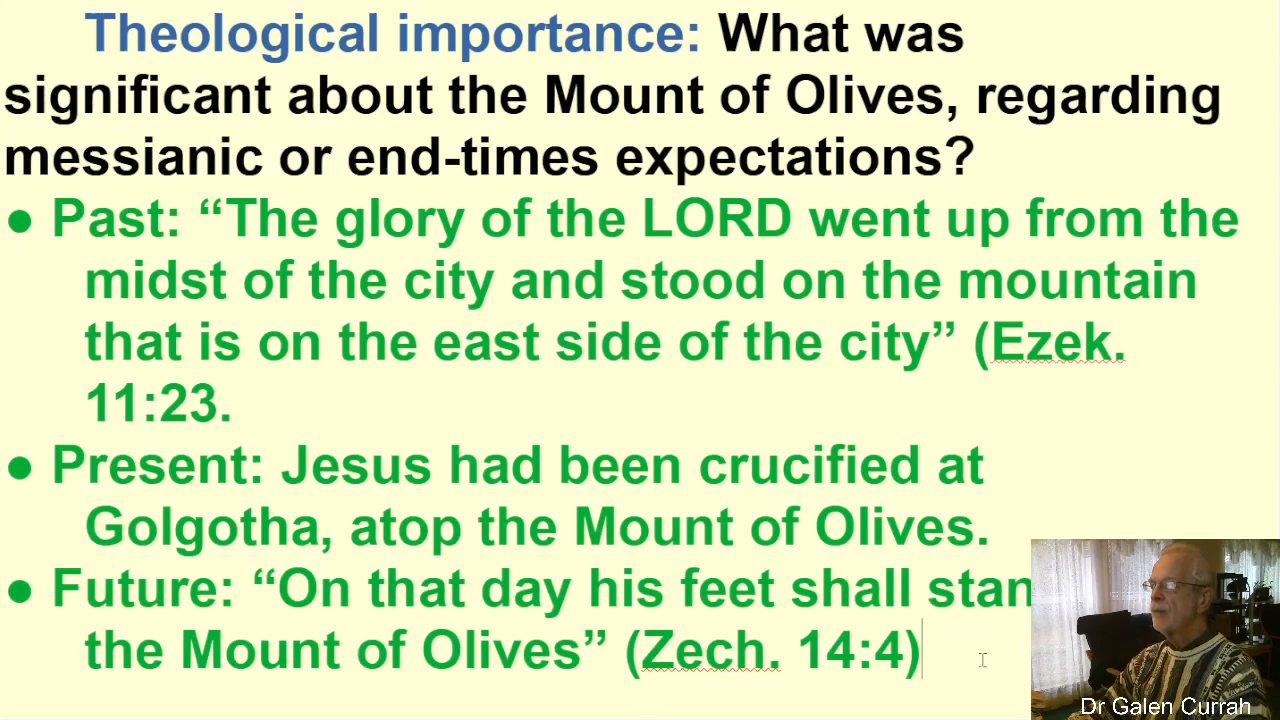 Theological importance: What was
significant about the Mount of Olives, regarding
messianic or end-times expectations?
● Past: “The glory of the LORD went up from the
midst of the city and stood on the mountain
that is on the east side of the city” (Ezek.
11:23.
● Present: Jesus had been crucified at
Golgotha, atop the Mount of Olives.
● Future: “On that day his feet shall stan
the Mount of Olives” (Zech. 14:4)
Dr Galen Currah